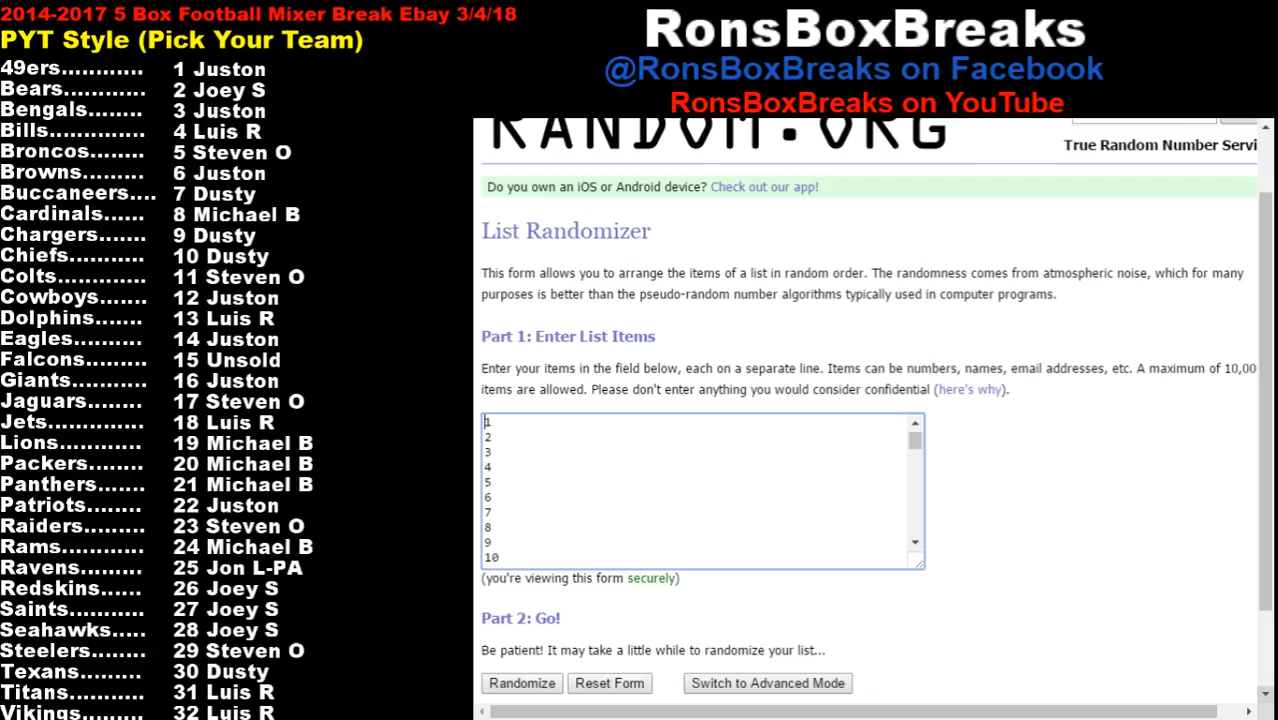 2014-2017 5 Box Football Mixer Break Ebay 3/4/18
PYT Style (Pick Your Team)
49ers............ 1 Juston
Bears............. 2 Joey S
Bengals........ 3 Juston
Bills.............. 4 Luis R
Broncos........ 5 Steven O
Browns.......... 6 Juston
Buccaneers.... 7 Dusty
Cardinals...... 8 Michael B
Chargers....... 9 Dusty
Chiefs........... 10 Dusty
Colts............. 11 Steven O
Cowboys....... 12 Juston
Dolphins....... 13 Luis R
Eagles.......... 14 Juston
Falcons......... 15 Unsold
Giants........... 16 Juston
Jaguars......... 17 Steven O
Jets.............. 18 Luis R
Lions............ 19 Michael B
Packers........ 20 Michael B
Panthers....... 21 Michael B
Patriots........ 22 Juston
Raiders......... 23 Steven O
Rams............ 24 Michael B
Ravens......... 25 Jon L-PA
Redskins...... 26 Joey S
Saints........... 27 Joey S
Seahawks..... 28 Joey S
Steelers........ 29 Steven O
Texans......... 30 Dusty
Titans........... 31 Luis R
Vikings......... 32 Luis R
RonsBoxBreaks
@RonsBoxBreaks on Facebook
RonsBoxBreaks on YouTube
RANDOM.ORG
True Random Number Servi
Do you own an iOS or Android device? Check out our app!
List Randomizer
This form allows you to arrange the items of a list in random order. The randomness comes from atmospheric noise, which for many
purposes is better than the pseudo-random number algorithms typically used in computer programs.
Part 1: Enter List Items
Enter your items in the field below, each on a separate line. Items can be numbers, names, email addresses, etc. A maximum of 10,00
items are allowed. Please don't enter anything you would consider confidential (here's why).
1
2
3
4
5
6
7
8
9
10
(you're viewing this form securely)
Part 2: Go!
Be patient! It may take a little while to randomize your list...
Randomize Reset Form Switch to Advanced Mode